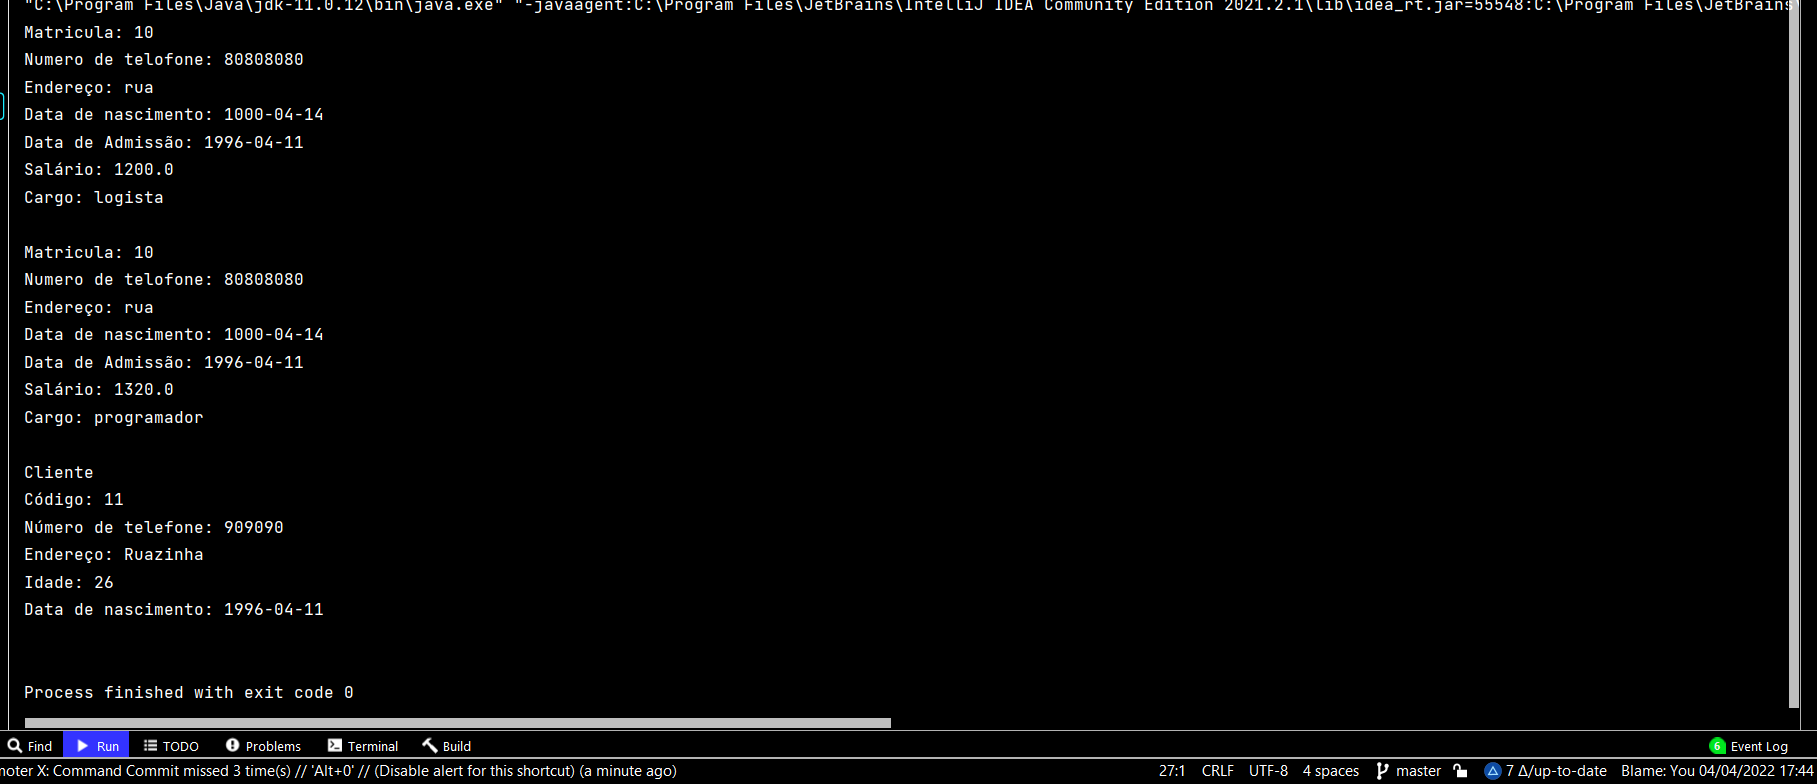 "C:\Program Files\Java\jdk-11.0.12\bin\java.exe" "-javaagent:C:\Program Files\JetBrains\IntelliJ IDEA Community Edition 2021.2.1\lib\idea_rt.jar=55548:C:\Program Files\JetBrains\
Matricula: 10
Numero de telofone: 80808080
Endereço: rua
Data de nascimento: 1000-04-14
Data de Admissão: 1996-04-11
Salário: 1200.0
Cargo: logista
Matricula: 10
Numero de telofone: 80808080
Endereço: rua
Data de nascimento: 1000-04-14
Data de Admissão: 1996-04-11
Salário: 1320.0
Cargo: programador
Cliente
Código: 11
Número de telefone: 909090
Endereço: Ruazinha
Idade: 26
Data de nascimento: 1996-04-11
Process finished with exit code 0
Find Run TODO Problems Terminal Build 6 Event Log
moter X: Command Commit missed 3 time(s) // 'Alt+0' // (Disable alert for this shortcut) (a minute ago) 27:1 CRLF UTF-8 4 spaces master 7 Δ/up-to-date Blame: You 04/04/2022 17:44